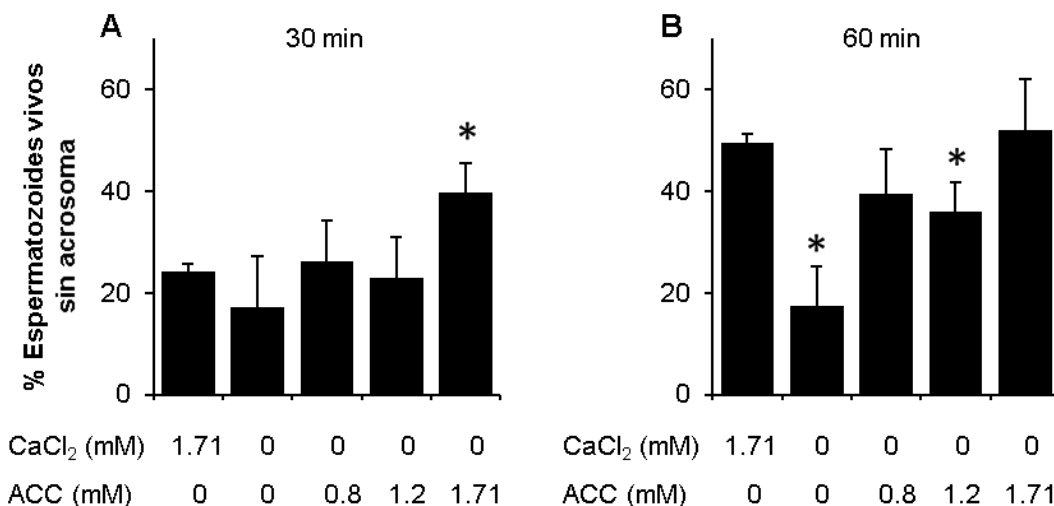 A
30 min
% Espermatozoides vivos
sin acrosoma
60
40
20
0
*
CaCl₂ (mM) 1.71 0 0 0 0
ACC (mM) 0 0 0.8 1.2 1.71
B
60 min
60
40
20
0
*
*
CaCl₂ (mM) 1.71 0 0 0 0
ACC (mM) 0 0 0.8 1.2 1.71